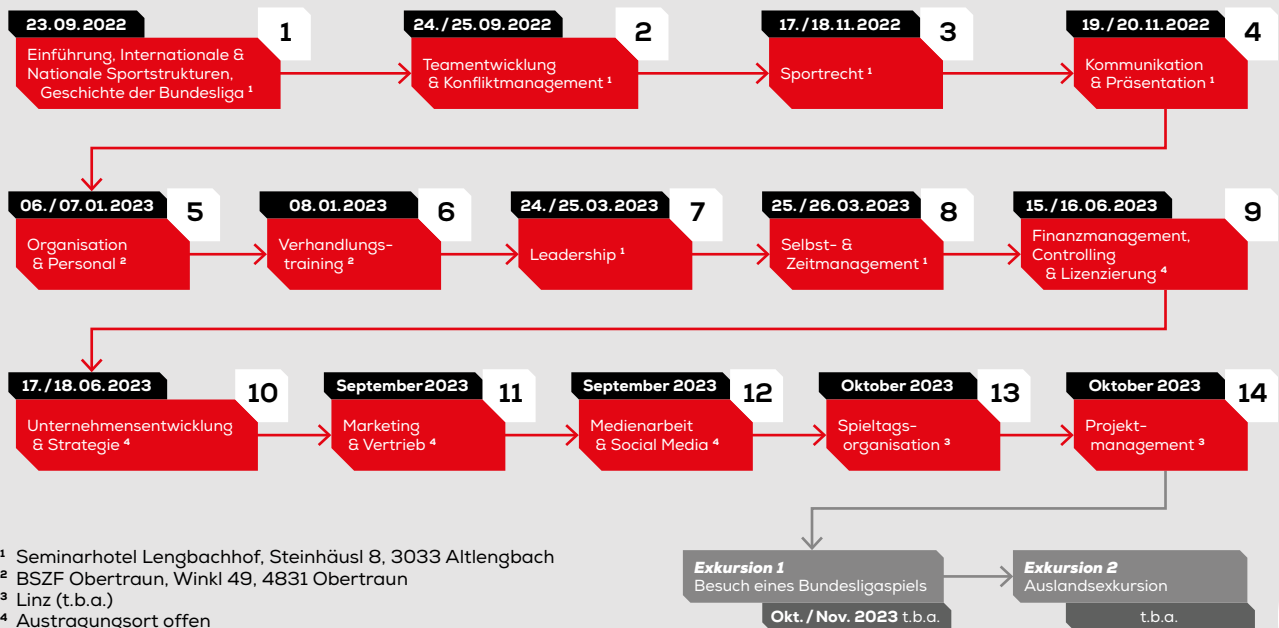 23.09.2022
1
Einführung, Internationale &
Nationale Sportstrukturen,
Geschichte der Bundesliga ¹
24./25.09.2022
2
Teamentwicklung
& Konfliktmanagement ¹
17./18.11.2022
3
Sportrecht ¹
19./20.11.2022
4
Kommunikation
& Präsentation ¹
06./07.01.2023
5
Organisation
& Personal ²
08.01.2023
6
Verhandlungs-
training ²
24./25.03.2023
7
Leadership ¹
25./26.03.2023
8
Selbst- &
Zeitmanagement ¹
15./16.06.2023
9
Finanzmanagement,
Controlling
& Lizenzierung ⁴
17./18.06.2023
10
Unternehmensentwicklung
& Strategie ⁴
September 2023
11
Marketing
& Vertrieb ⁴
September 2023
12
Medienarbeit
& Social Media ⁴
Oktober 2023
13
Spieltags-
organisation ³
Oktober 2023
14
Projekt-
management ³
Exkursion 1
Besuch eines Bundesligaspiels
Okt./Nov. 2023 t.b.a.
Exkursion 2
Auslandsexkursion
t.b.a.
¹ Seminarhotel Lengbachhof, Steinhäusl 8, 3033 Altlengbach
² BSZF Obertraun, Winkl 49, 4831 Obertraun
³ Linz (t.b.a.)
⁴ Austragungsort offen